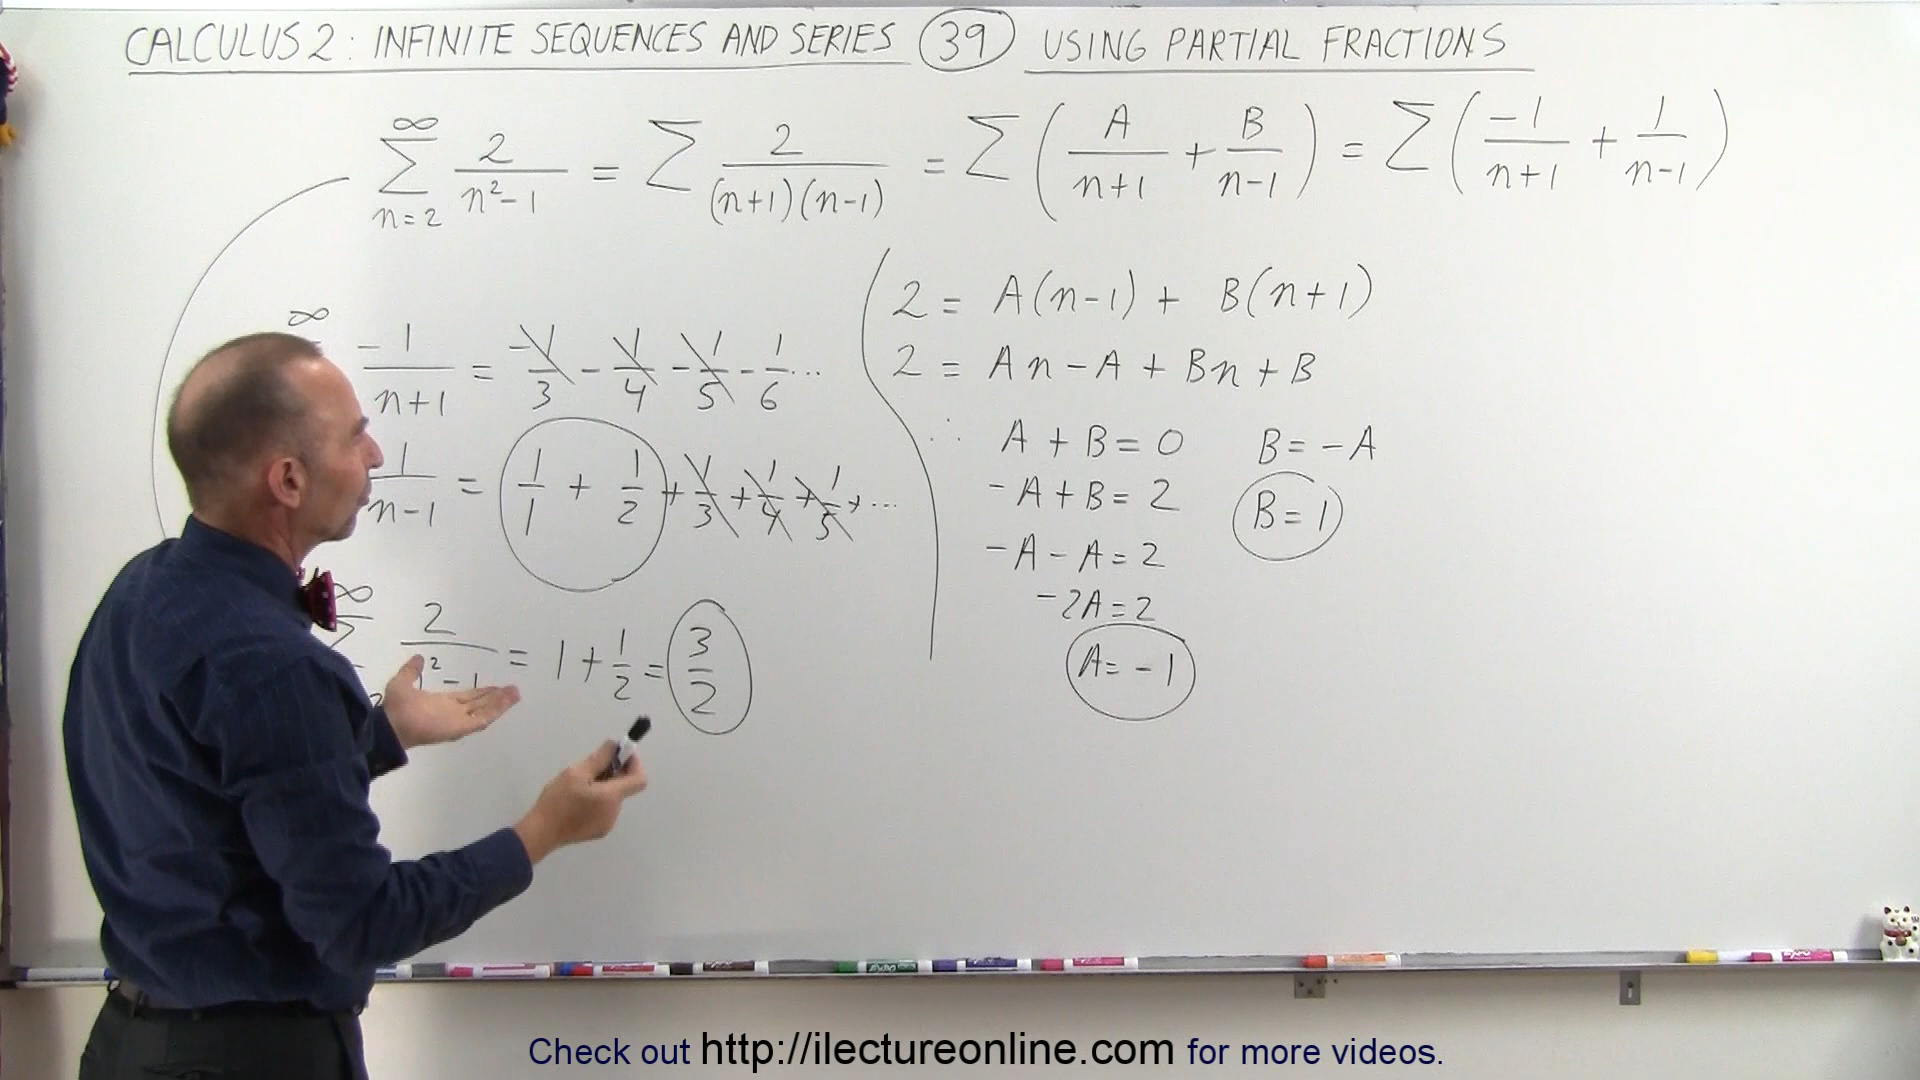 CALCULUS 2: INFINITE SEQUENCES AND SERIES 39 USING PARTIAL FRACTIONS
∞ Σ n=2 2/(n²-1) = Σ 2/((n+1)(n-1)) = Σ (A/(n+1) + B/(n-1)) = Σ (-1/(n+1) + 1/(n-1))
∞ -1/(n+1) = -1/3 - 1/4 - 1/5 - 1/6 ...
1/(n-1) = 1/1 + 1/2 + 1/3 + 1/4 + 1/5 + ...
∞ Σ 2/(n²-1) = 1 + 1/2 = 3/2
2 = A(n-1) + B(n+1)
2 = An - A + Bn + B
∴ A + B = 0 B = -A
-A + B = 2 B = 1
-A - A = 2
-2A = 2
A = -1
EXPO
Check out http://ilectureonline.com for more videos.